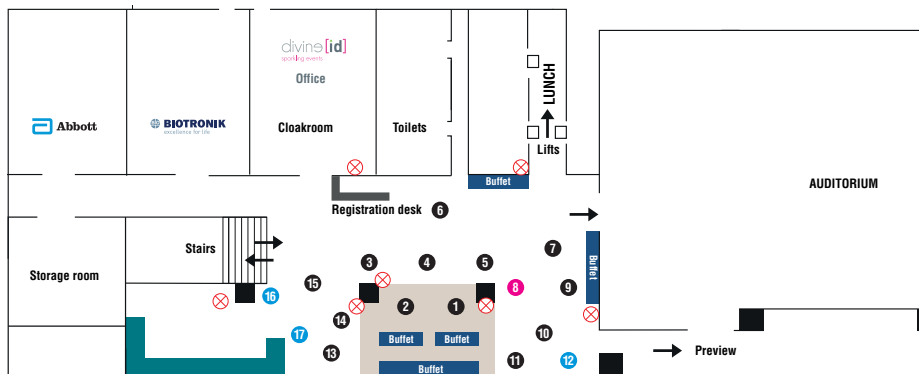 divine [id]
sparkling events
Office
Abbott
BIOTRONIK
excellence for life
Cloakroom
Toilets
LUNCH
Lifts
Buffet
AUDITORIUM
Registration desk
6
Stairs
7
Storage room
3
4
5
Buffet
15
16
8
9
2
1
14
17
10
Buffet
Buffet
13
11
12
Preview
Buffet